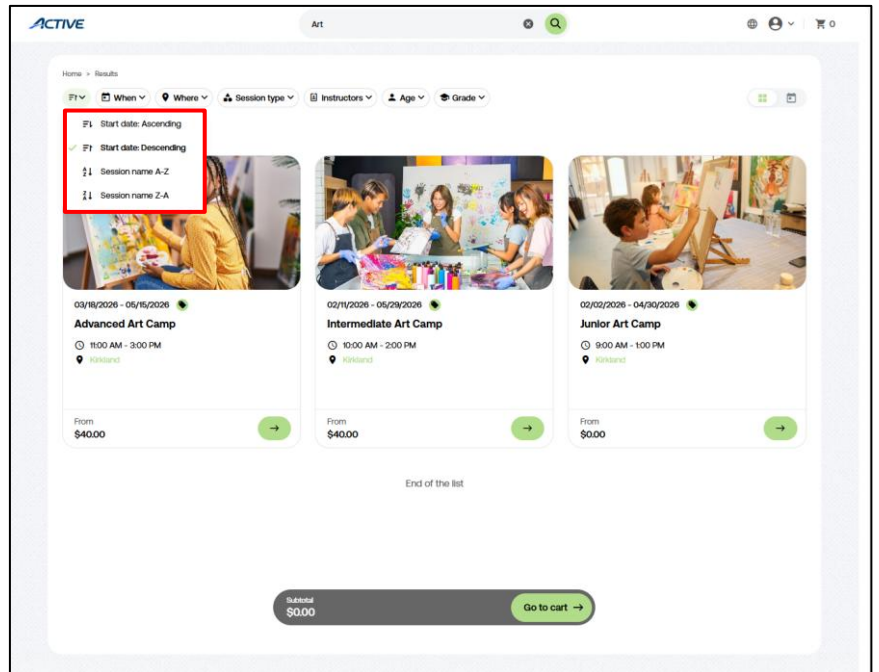 ACTIVE
Art
0
Home > Results
When
Where
Session type
Instructors
Age
Grade
Start date: Ascending
Start date: Descending
Session name A-Z
Session name Z-A
03/18/2026 - 05/15/2026
Advanced Art Camp
11:00 AM - 3:00 PM
Kirkland
From
$40.00
02/11/2026 - 05/29/2026
Intermediate Art Camp
10:00 AM - 2:00 PM
Kirkland
From
$40.00
02/02/2026 - 04/30/2026
Junior Art Camp
9:00 AM - 1:00 PM
Kirkland
From
$0.00
End of the list
Subtotal
$0.00
Go to cart